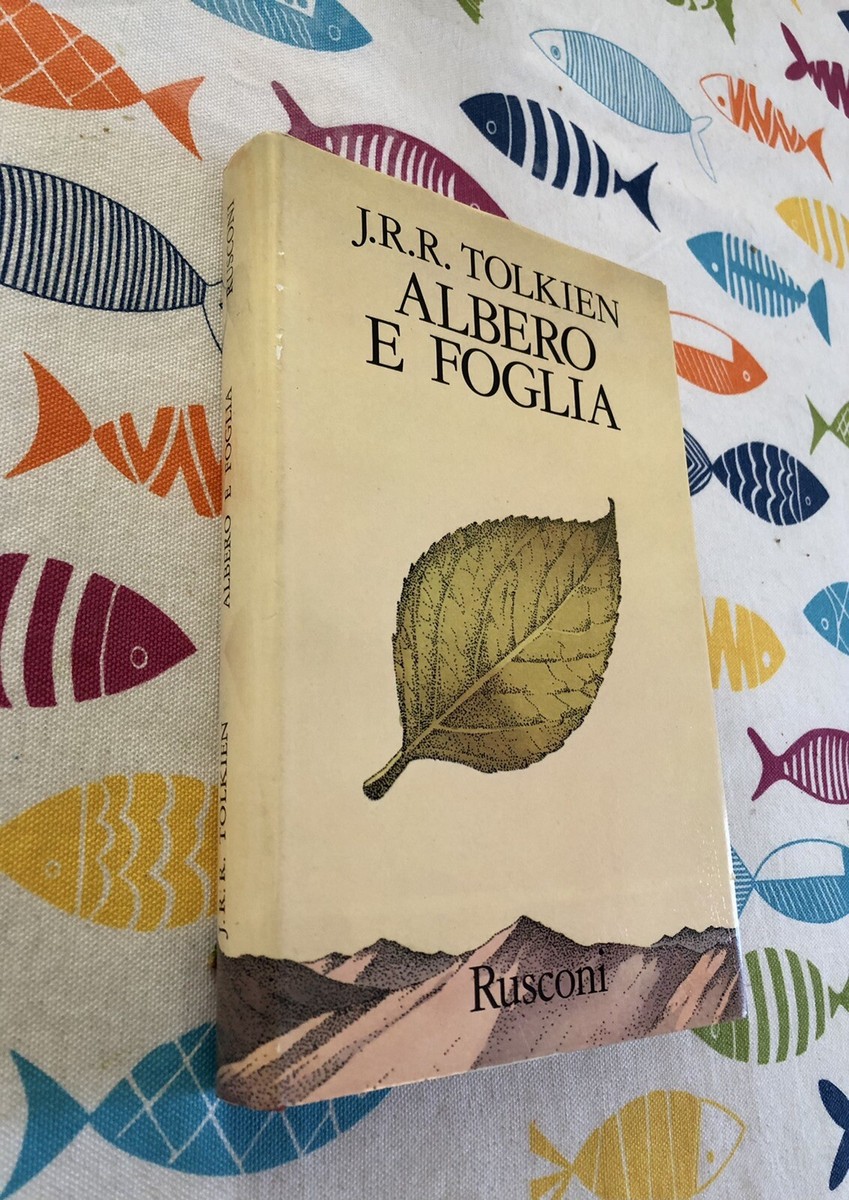 J.R.R. TOLKIEN
ALBERO
E FOGLIA
Rusconi
J. R. R. TOLKIEN ALBERO E FOGLIA RUSCONI